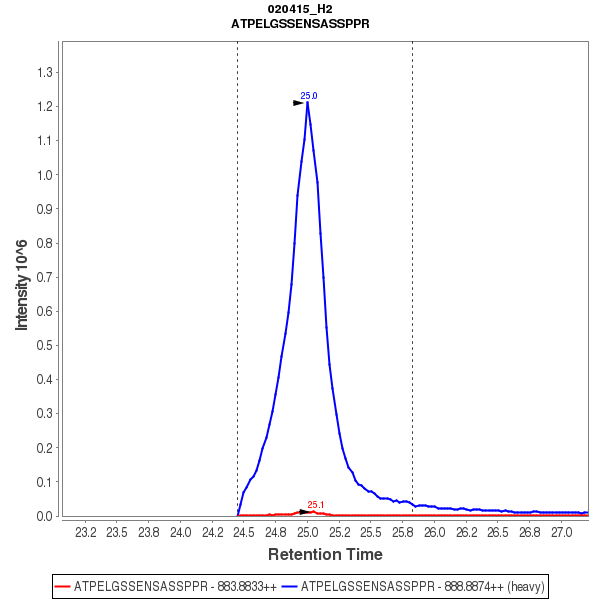 020415_H2
ATPELGSSENSASSPPR
25.0
25.1
1.3
1.2
1.1
1.0
0.9
0.8
0.7
0.6
0.5
0.4
0.3
0.2
0.1
0.0
Intensity 10^6
23.2 23.5 23.8 24.0 24.2 24.5 24.8 25.0 25.2 25.5 25.8 26.0 26.2 26.5 26.8 27.0
Retention Time
ATPELGSSENSASSPPR - 883.8833++ ATPELGSSENSASSPPR - 888.8874++ (heavy)